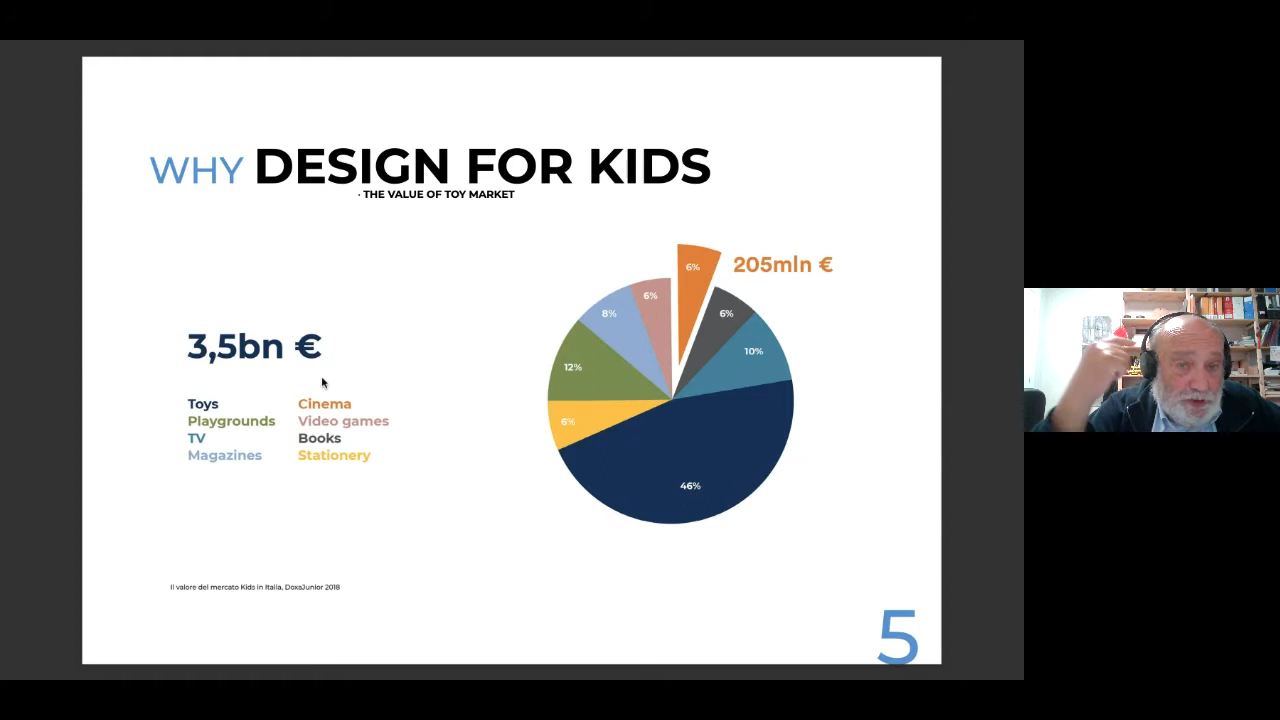 WHY DESIGN FOR KIDS
· THE VALUE OF TOY MARKET
205mln €
6%
6%
6%
8%
10%
12%
6%
46%
3,5bn €
Toys Cinema
Playgrounds Video games
TV Books
Magazines Stationery
Il valore del mercato Kids in Italia, DoxaJunior 2018
5